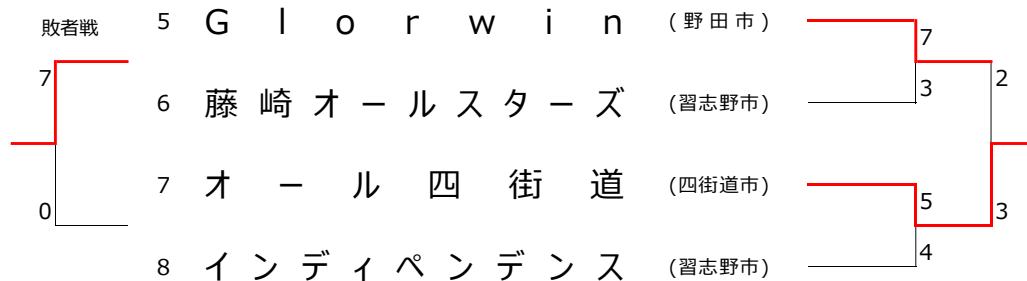 敗者戦 5 Glorwin (野田市) 7
7 2
6 藤崎オールスターズ (習志野市) 3
7 オール四街道 (四街道市) 5
0 3
8 インディペンデンス (習志野市) 4